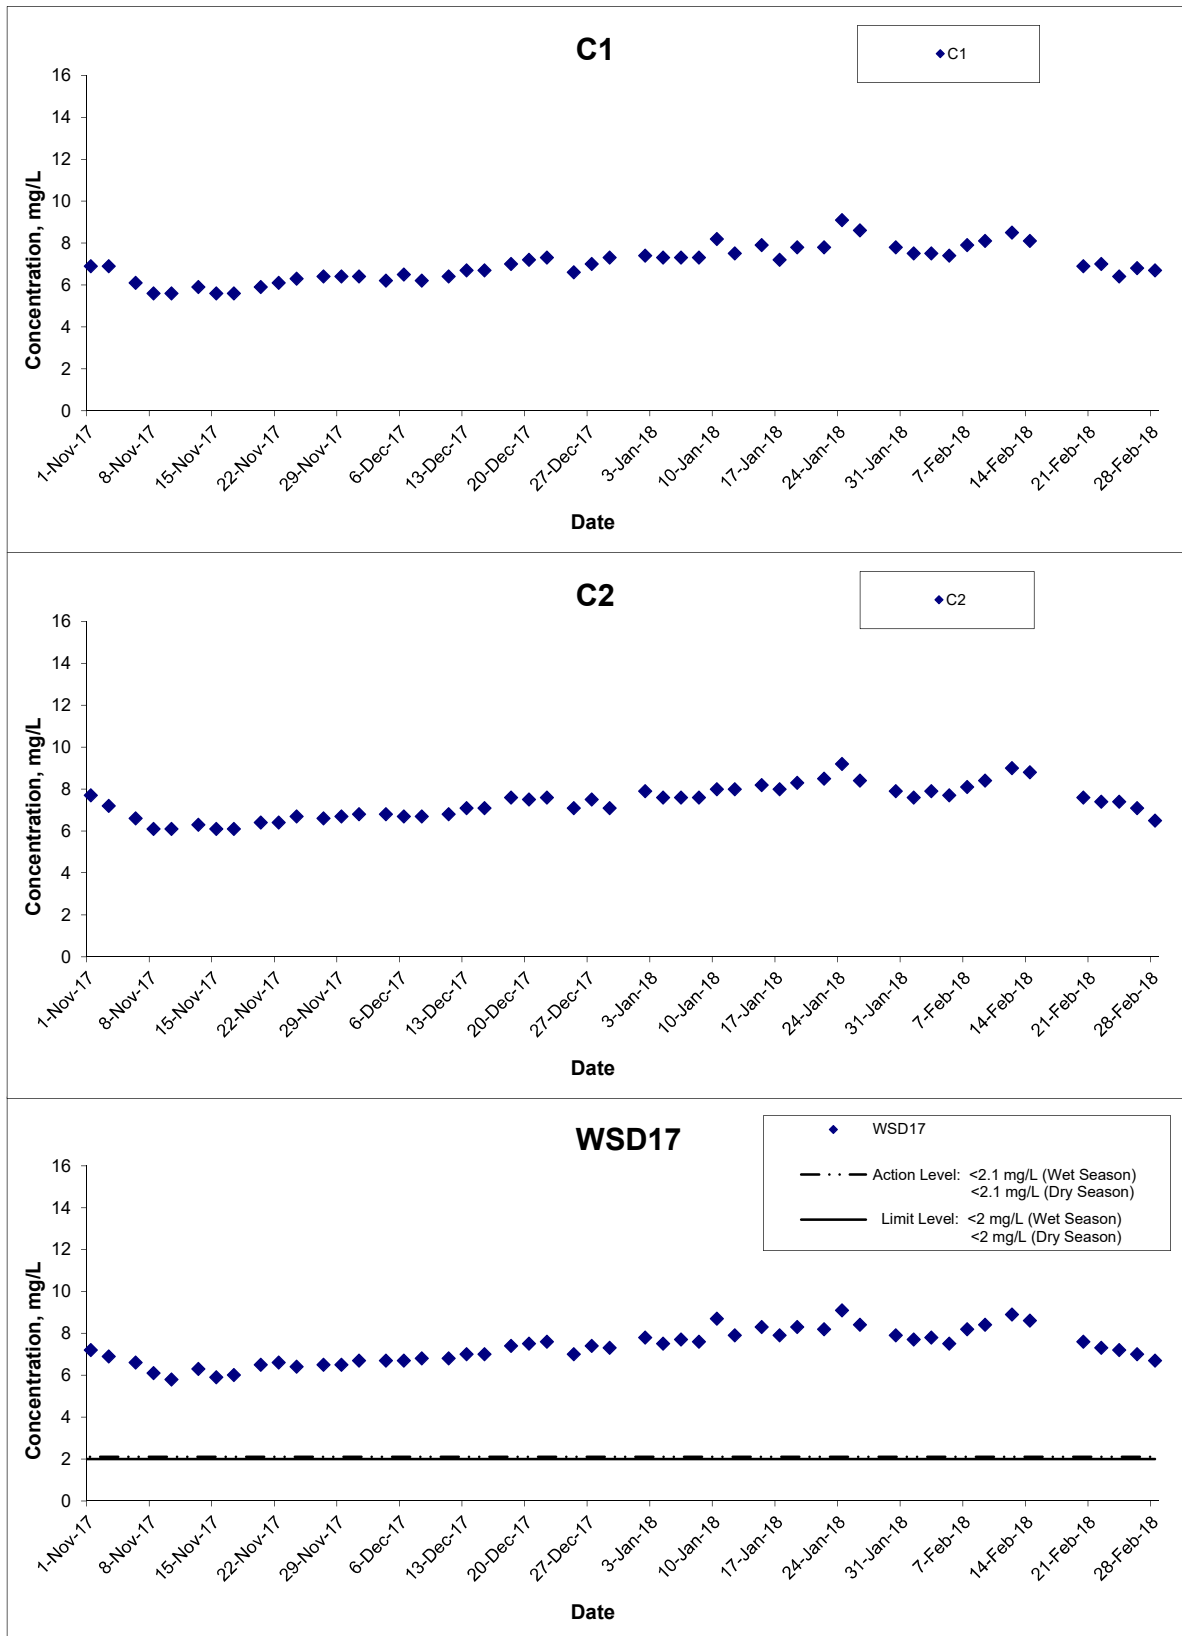 C1
C1
16
14
12
10
8
6
4
2
0
Concentration, mg/L
1-Nov-17
8-Nov-17
15-Nov-17
22-Nov-17
29-Nov-17
6-Dec-17
13-Dec-17
20-Dec-17
27-Dec-17
3-Jan-18
10-Jan-18
17-Jan-18
24-Jan-18
31-Jan-18
7-Feb-18
14-Feb-18
21-Feb-18
28-Feb-18
Date
C2
C2
16
14
12
10
8
6
4
2
0
Concentration, mg/L
1-Nov-17
8-Nov-17
15-Nov-17
22-Nov-17
29-Nov-17
6-Dec-17
13-Dec-17
20-Dec-17
27-Dec-17
3-Jan-18
10-Jan-18
17-Jan-18
24-Jan-18
31-Jan-18
7-Feb-18
14-Feb-18
21-Feb-18
28-Feb-18
Date
WSD17
WSD17
Action Level: <2.1 mg/L (Wet Season)
<2.1 mg/L (Dry Season)
Limit Level: <2 mg/L (Wet Season)
<2 mg/L (Dry Season)
16
14
12
10
8
6
4
2
0
Concentration, mg/L
1-Nov-17
8-Nov-17
15-Nov-17
22-Nov-17
29-Nov-17
6-Dec-17
13-Dec-17
20-Dec-17
27-Dec-17
3-Jan-18
10-Jan-18
17-Jan-18
24-Jan-18
31-Jan-18
7-Feb-18
14-Feb-18
21-Feb-18
28-Feb-18
Date